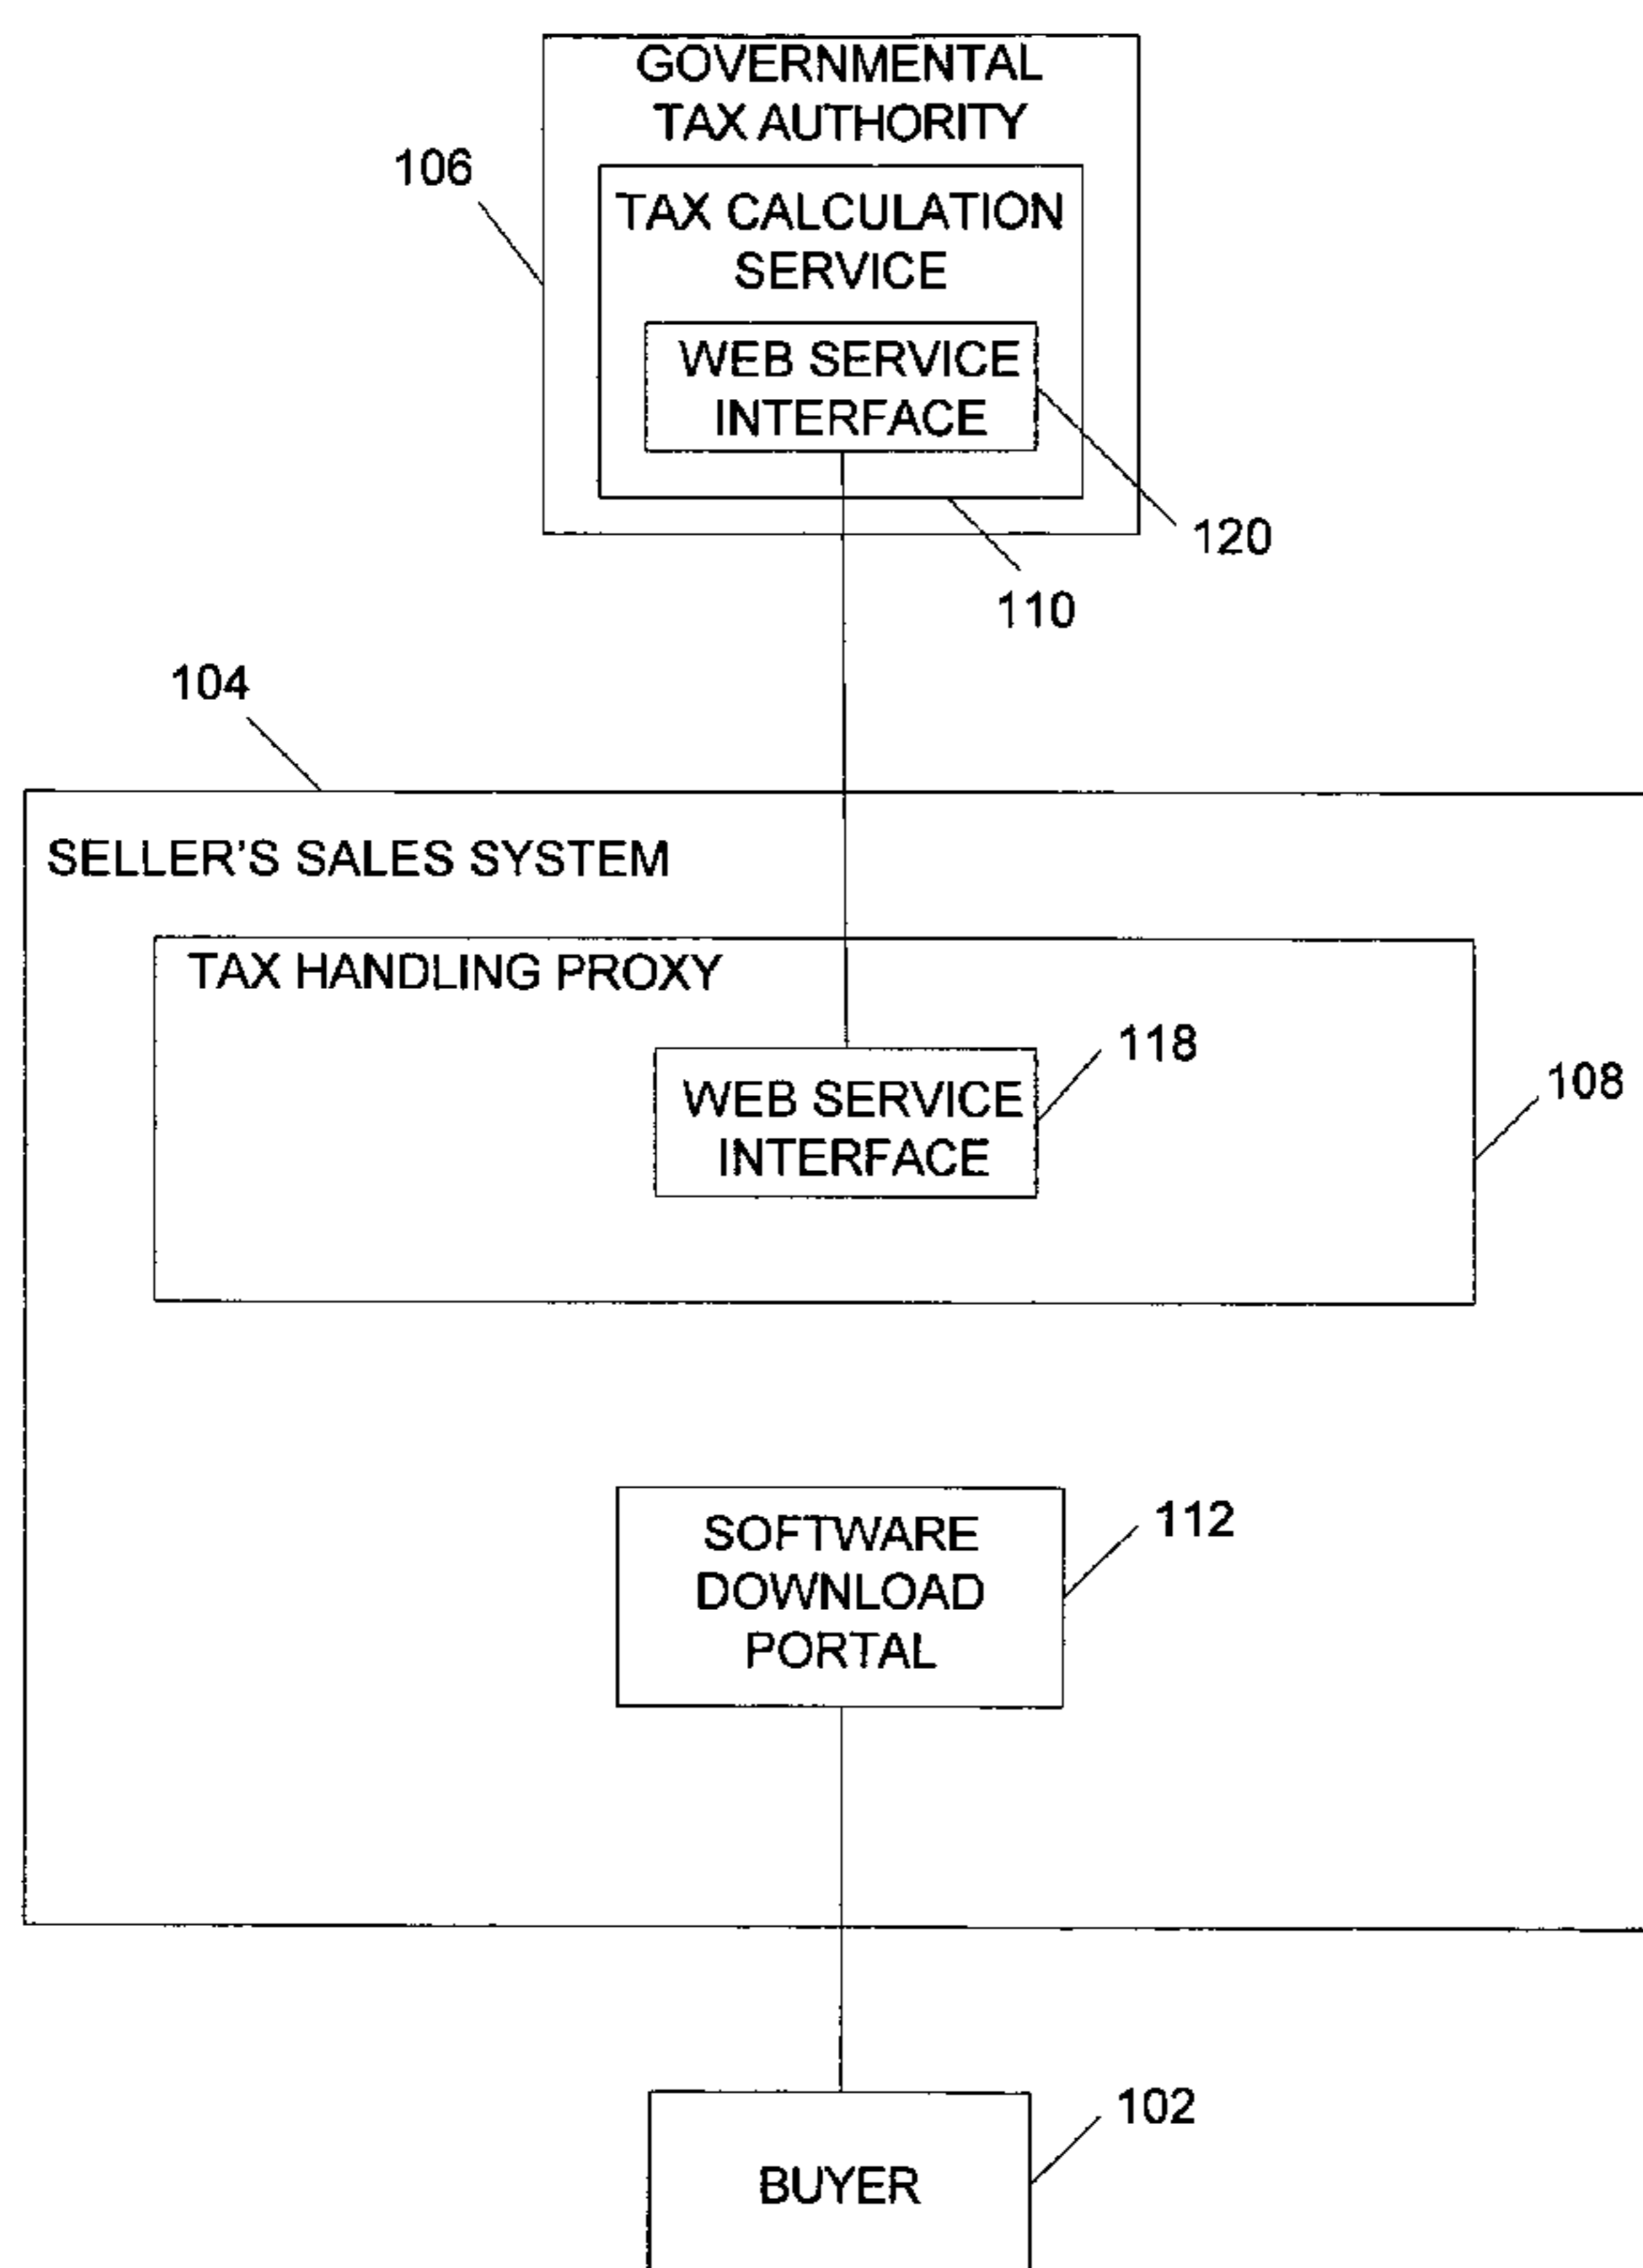 GOVERNMENTAL
TAX AUTHORITY
106
TAX CALCULATION
SERVICE
WEB SERVICE
INTERFACE
120
110
104
SELLER'S SALES SYSTEM
TAX HANDLING PROXY
118
108
WEB SERVICE
INTERFACE
112
SOFTWARE
DOWNLOAD
PORTAL
102
BUYER